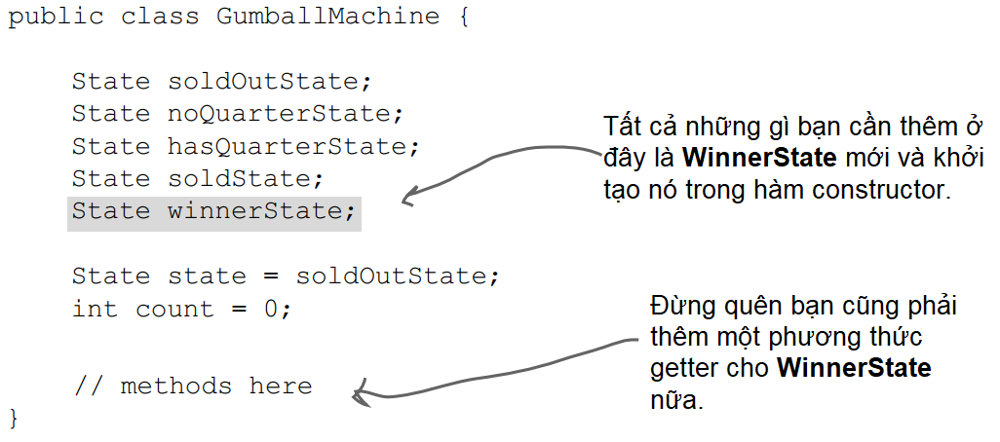 public class GumballMachine {
State soldOutState;
State noQuarterState;
State hasQuarterState;
State soldState;
State winnerState;
Tất cả những gì bạn cần thêm ở
đây là WinnerState mới và khởi
tạo nó trong hàm constructor.
State state = soldOutState;
int count = 0;
// methods here
Đừng quên bạn cũng phải
thêm một phương thức
getter cho WinnerState
nữa.
}